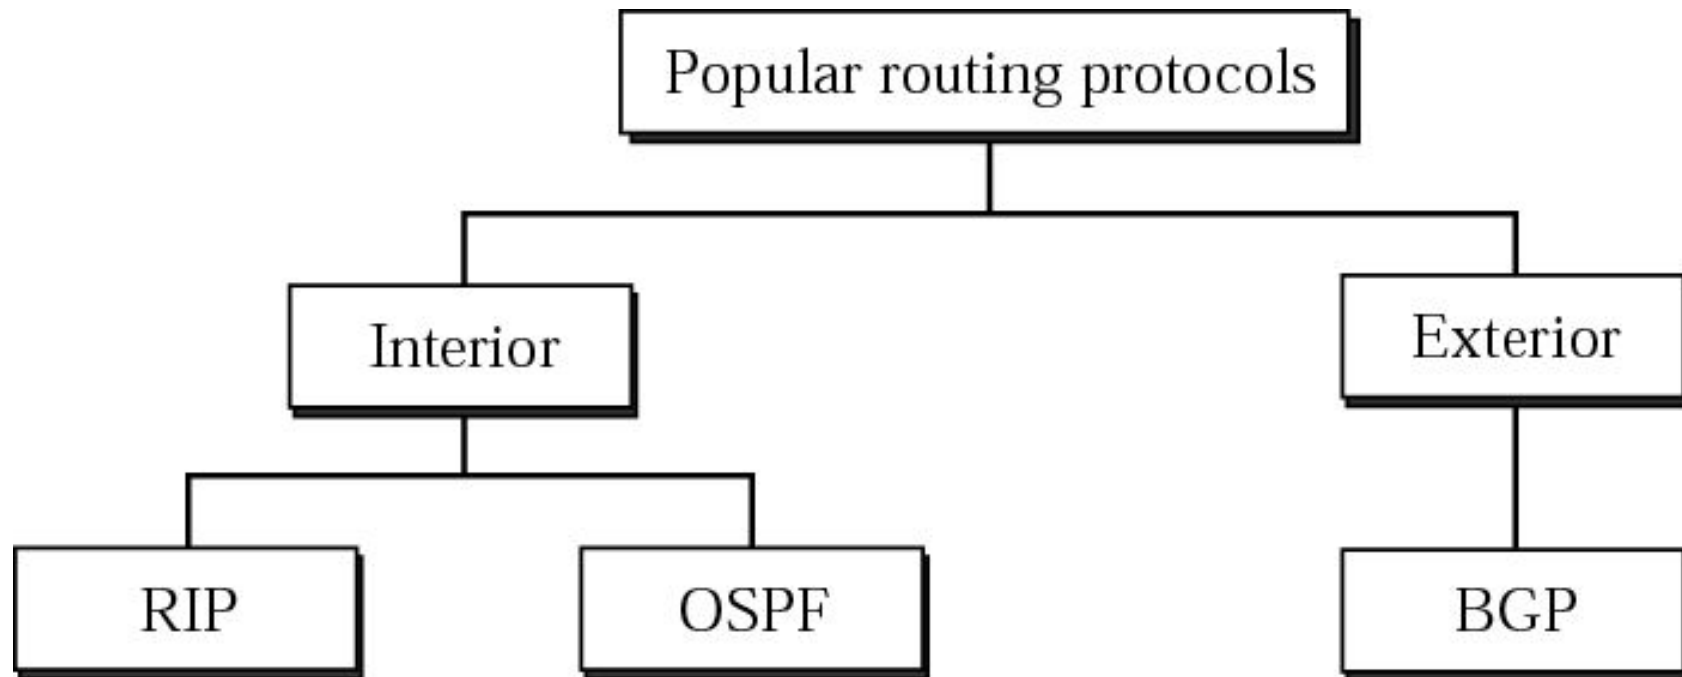 Popular routing protocols
Interior
Exterior
RIP
OSPF
BGP